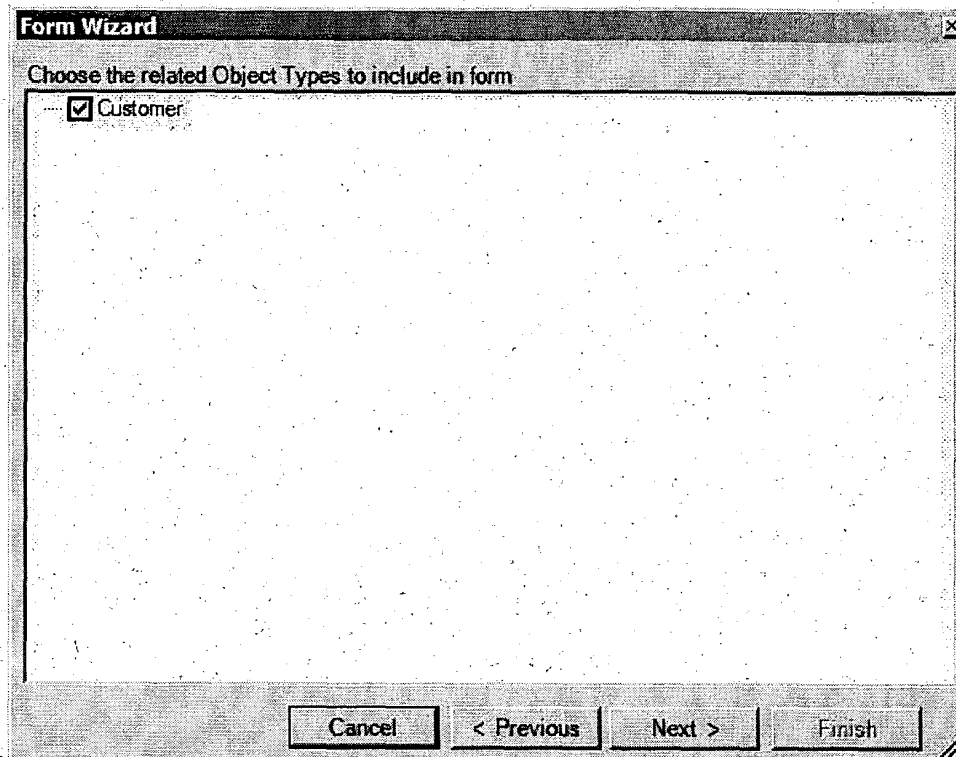 Form Wizard
Choose the related Object Types to include in form
Customer
Cancel
< Previous
Next >
Finish